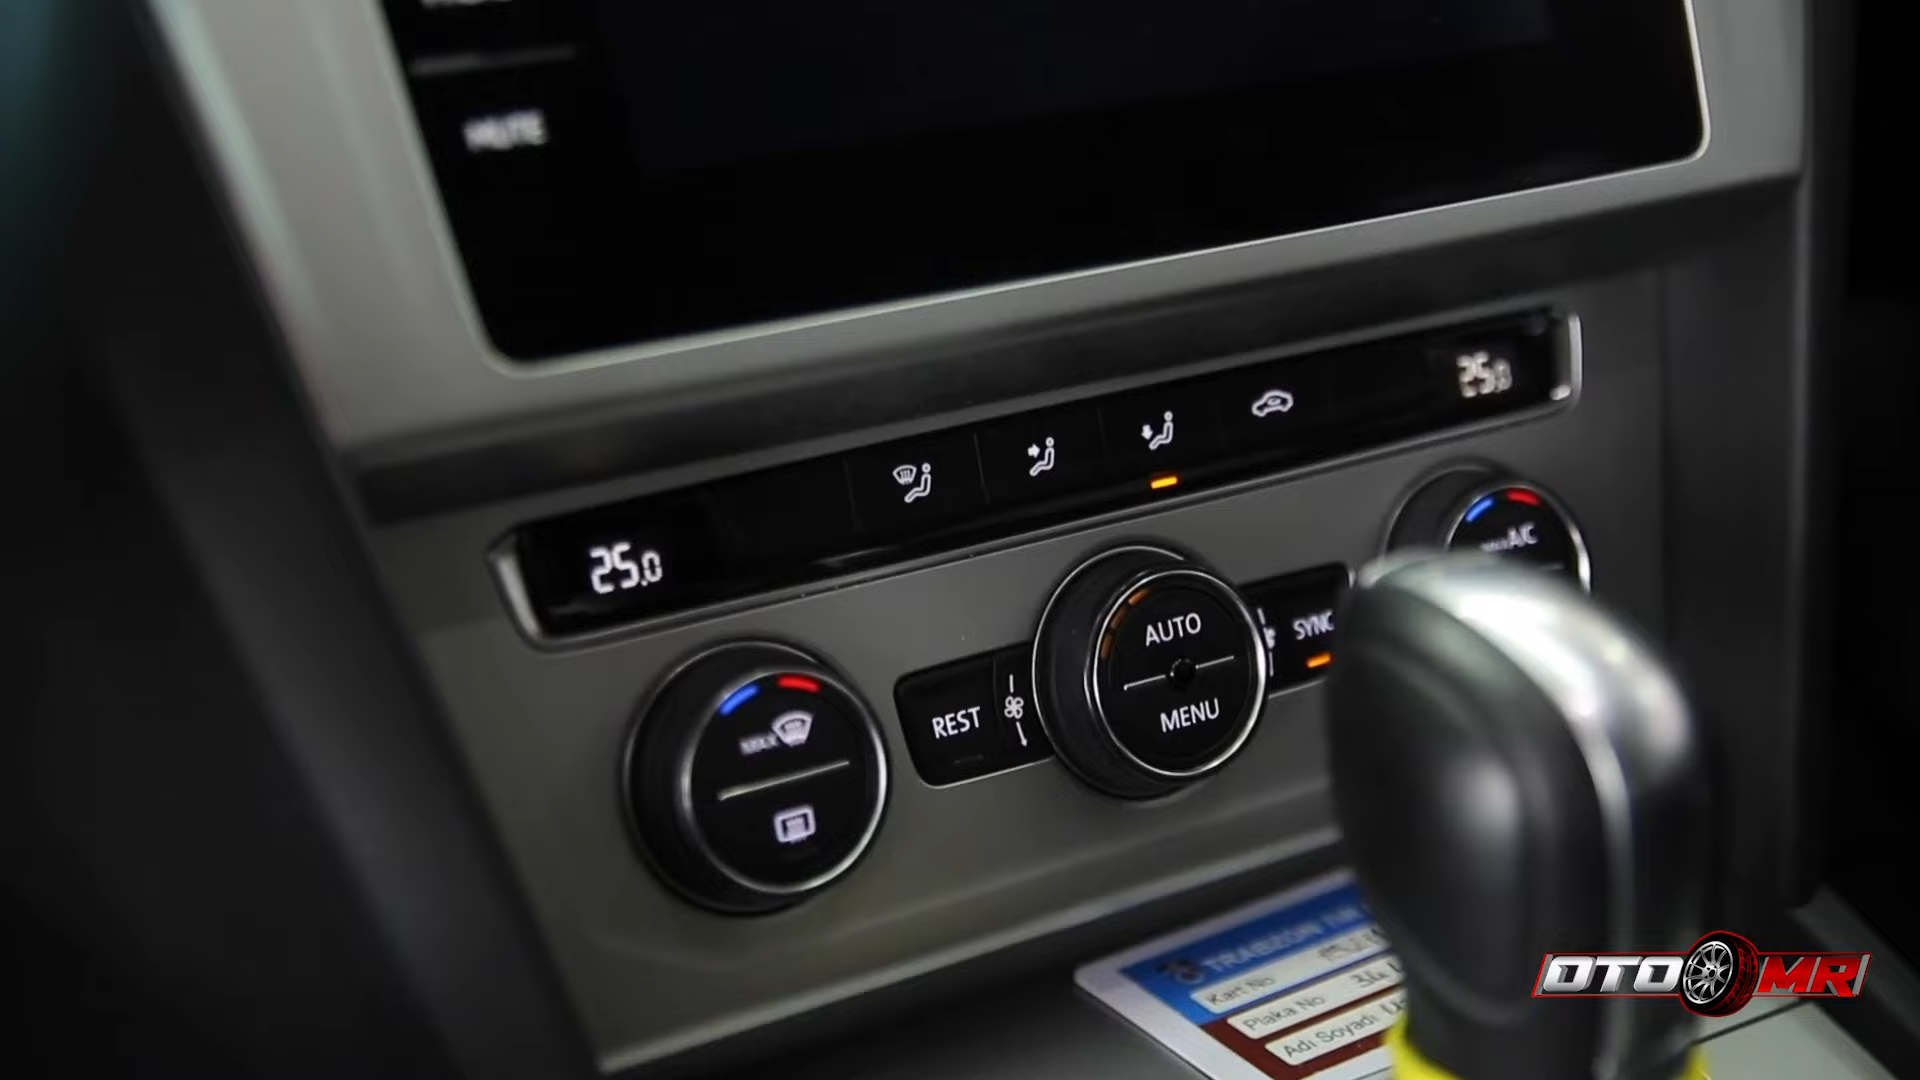 MUTE
25.0
25.0
MAX
A/C
AUTO
MENU
REST
SYNC
TRABZON
Kart No
Plaka No 34
Adı Soyadı
OTO MR